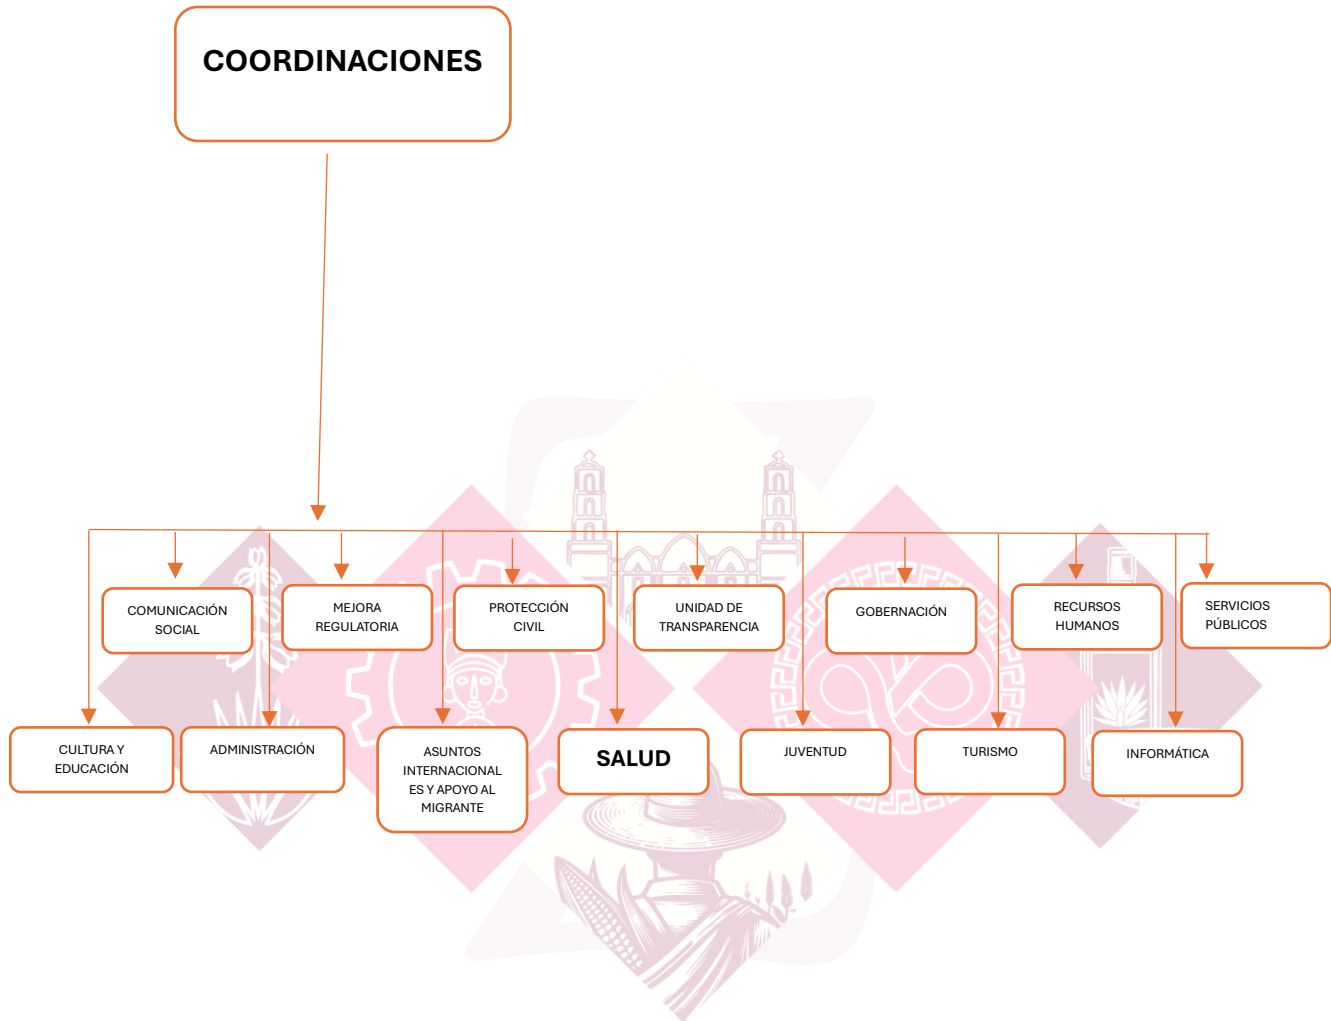 COORDINACIONES
COMUNICACIÓN
SOCIAL
MEJORA
REGULATORIA
PROTECCIÓN
CIVIL
UNIDAD DE
TRANSPARENCIA
GOBERNACIÓN
RECURSOS
HUMANOS
SERVICIOS
PÚBLICOS
CULTURA Y
EDUCACIÓN
ADMINISTRACIÓN
ASUNTOS
INTERNACIONAL
ES Y APOYO AL
MIGRANTE
SALUD
JUVENTUD
TURISMO
INFORMÁTICA